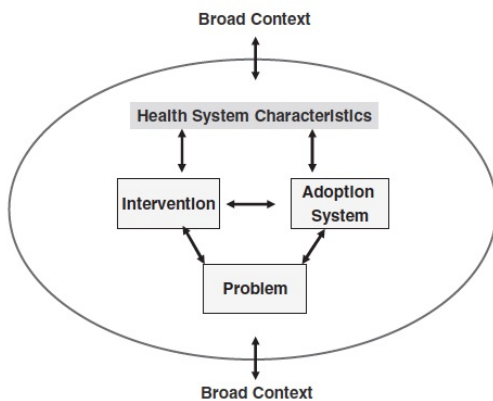 Broad Context
Health System Characteristics
Intervention
Adoption
System
Problem
Broad Context